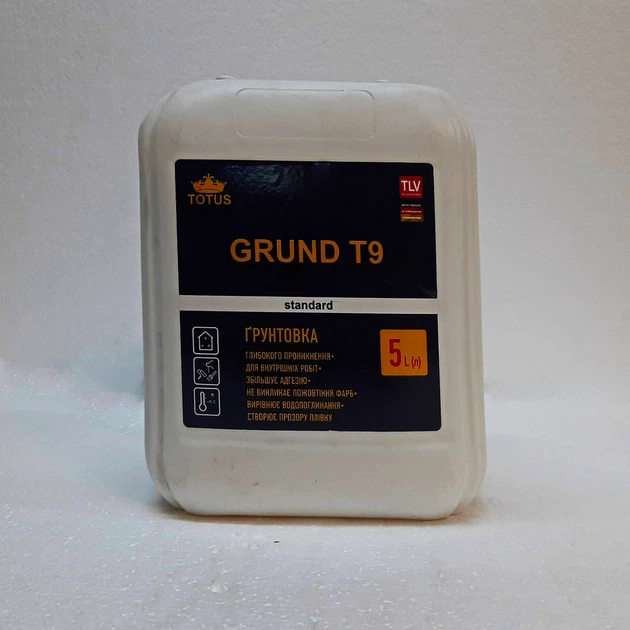 TOTUS
TLV
GRUND T9
standard
ҐРУНТОВКА
ГЛИБОКОГО ПРОНИКНЕННЯ•
ДЛЯ ВНУТРІШНІХ РОБІТ•
ЗБІЛЬШУЄ АДГЕЗІЮ•
НЕ ВИКЛИКАЄ ПОЖОВТІННЯ ФАРБ•
ВИРІВНЮЄ ВОДОПОГЛИНАННЯ•
СТВОРЮЄ ПРОЗОРУ ПЛІВКУ
5 L (л)